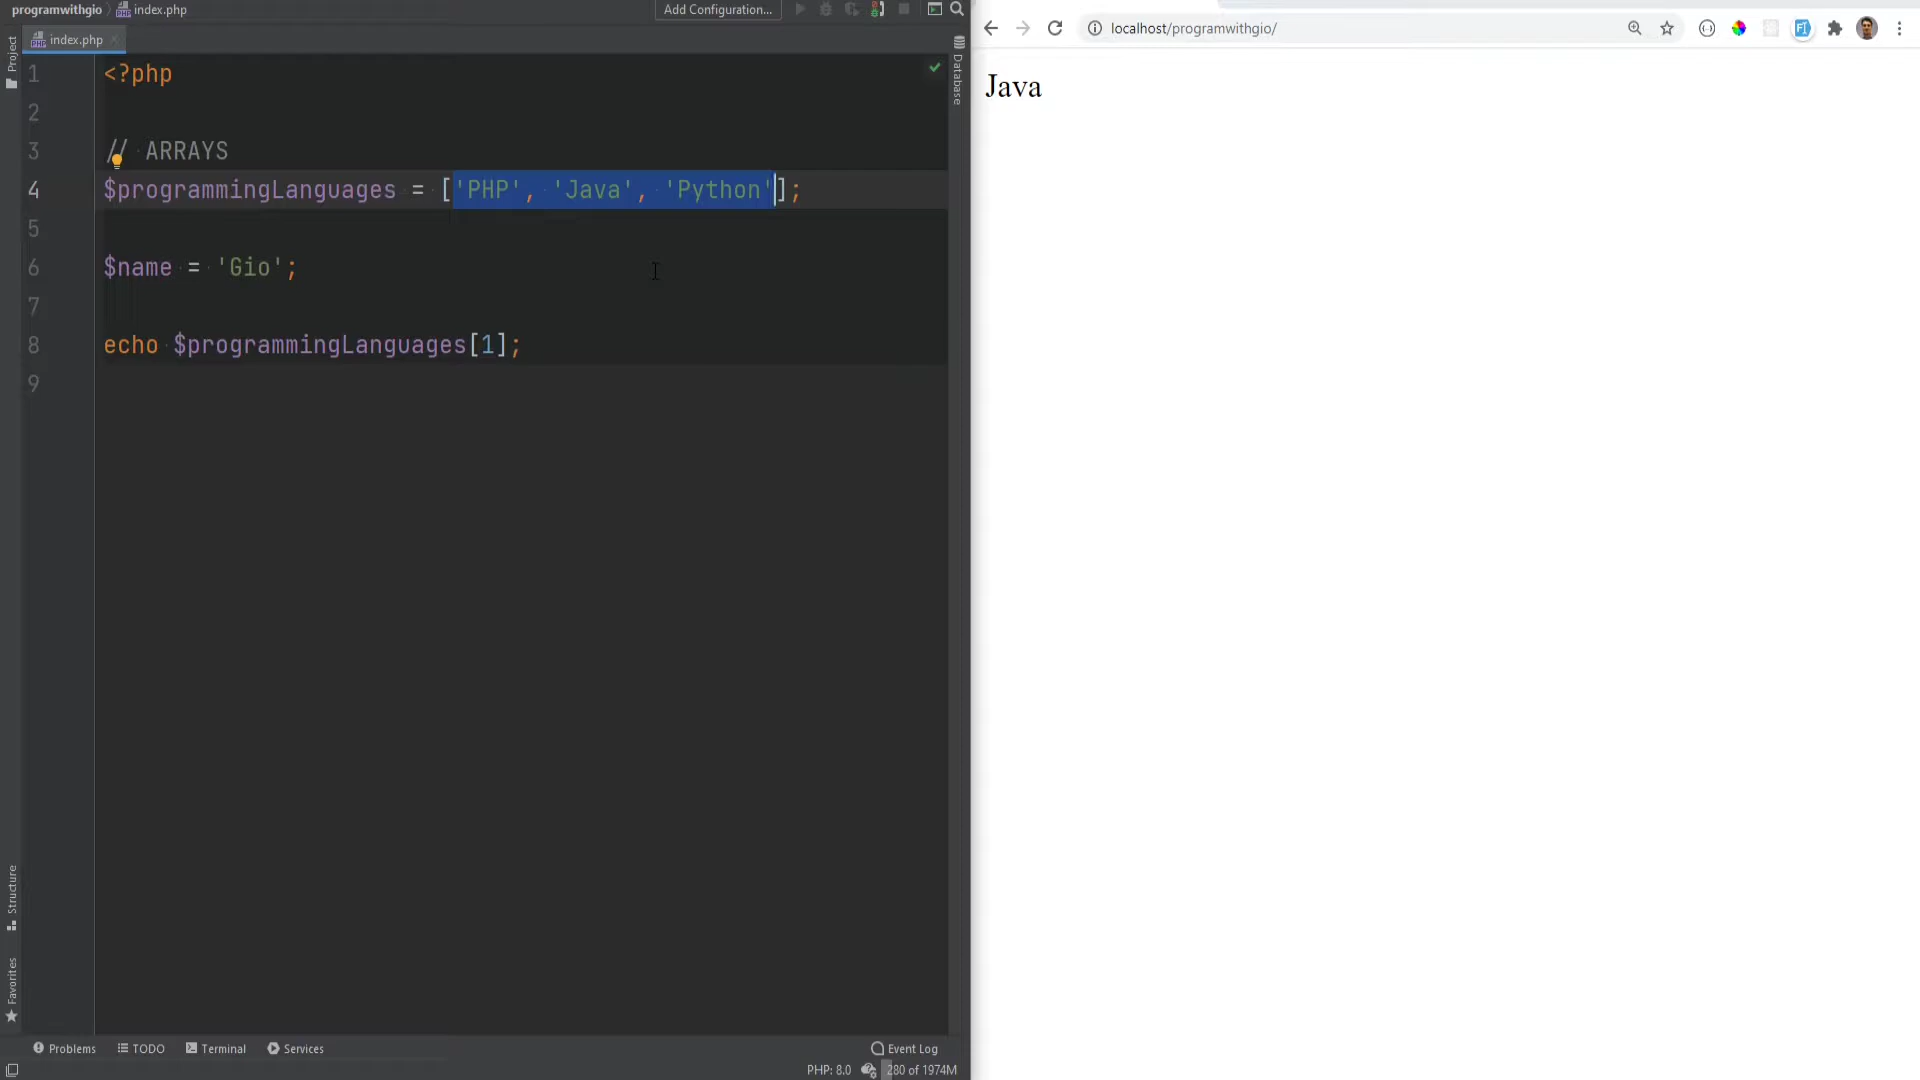 programwithgio index.php Add Configuration...
index.php
localhost/programwithgio/
Project
Database
1 <?php
2
3 // ARRAYS
4 $programmingLanguages = ['PHP', 'Java', 'Python'];
5
6 $name = 'Gio';
7
8 echo $programmingLanguages[1];
9
Java
Structure
Favorites
Problems TODO Terminal Services Event Log
PHP: 8.0 280 of 1974M